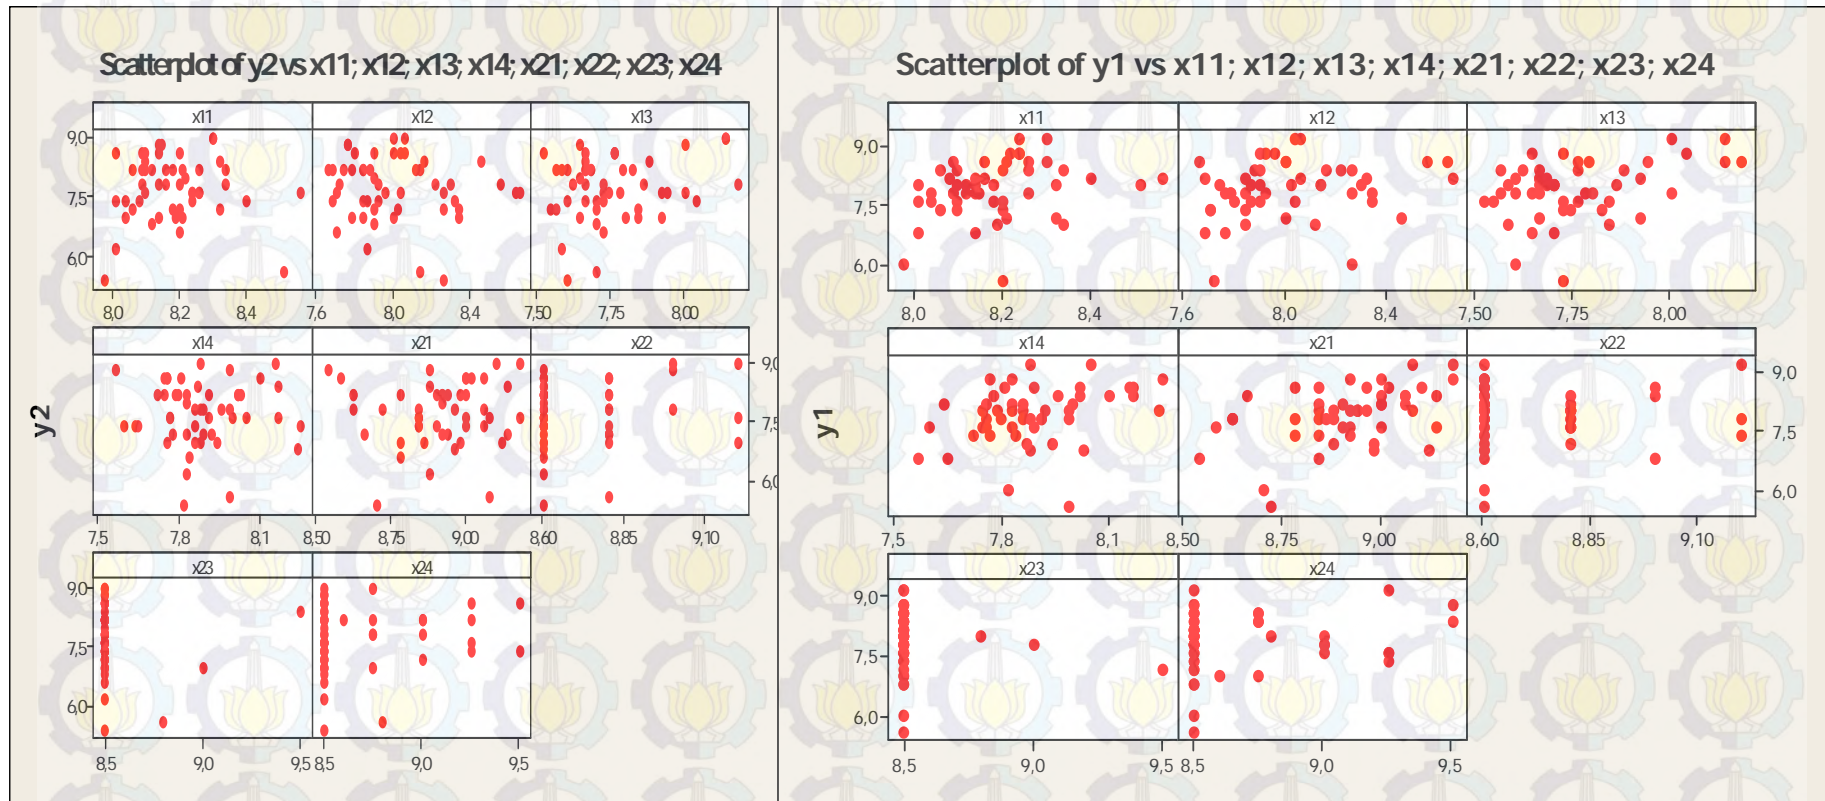 Scatterplot of y2 vs x11; x12; x13; x14; x21; x22; x23; x24
x11 x12 x13
9,0
7,5
6,0
8,0 8,2 8,4 7,6 8,0 8,4 7,50 7,75 8,00
x14 x21 x22
9,0
7,5
6,0
7,5 7,8 8,1 8,50 8,75 9,00 8,60 8,85 9,10
y2
x23 x24
9,0
7,5
6,0
8,5 9,0 9,5 8,5 9,0 9,5
Scatterplot of y1 vs x11; x12; x13; x14; x21; x22; x23; x24
x11 x12 x13
9,0
7,5
6,0
8,0 8,2 8,4 7,6 8,0 8,4 7,50 7,75 8,00
x14 x21 x22
9,0
7,5
6,0
7,5 7,8 8,1 8,50 8,75 9,00 8,60 8,85 9,10
y1
x23 x24
9,0
7,5
6,0
8,5 9,0 9,5 8,5 9,0 9,5